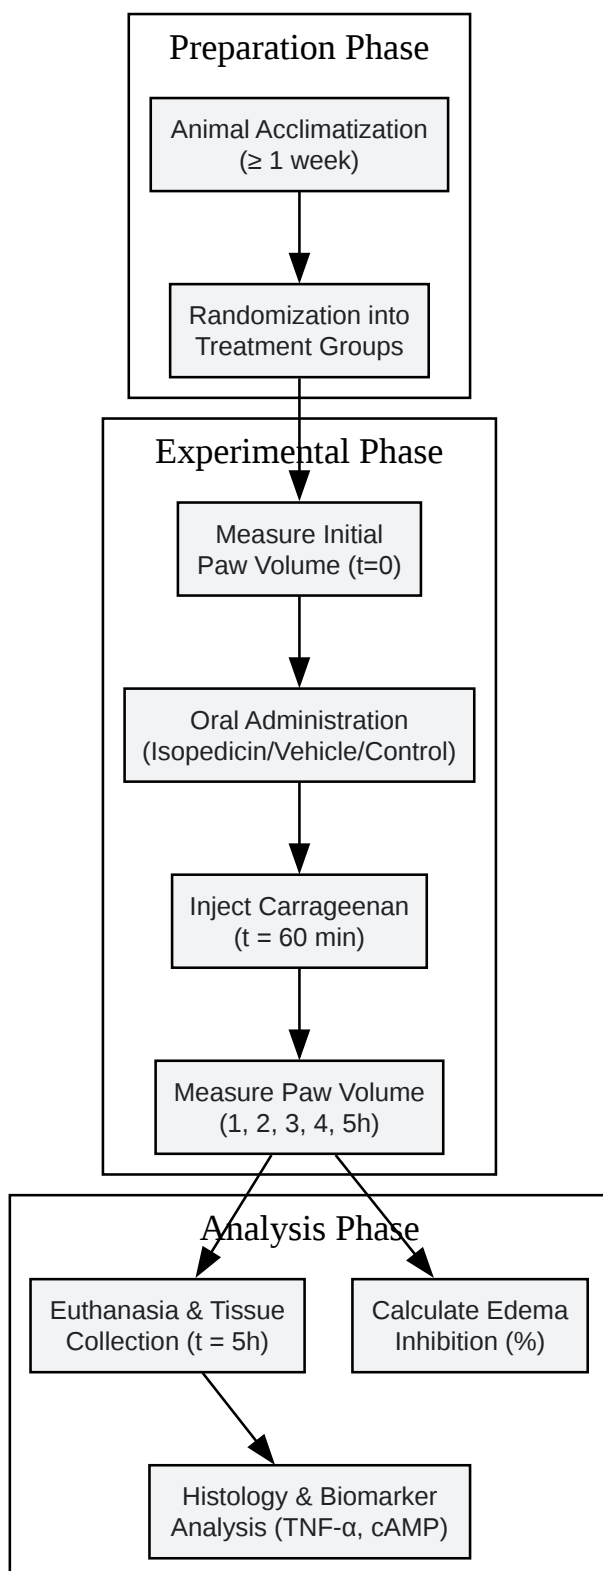 Preparation Phase
Animal Acclimatization
(≥ 1 week)
Randomization into
Treatment Groups
Experimental Phase
Measure Initial
Paw Volume (t=0)
Oral Administration
(Isopedicin/Vehicle/Control)
Inject Carrageenan
(t = 60 min)
Measure Paw Volume
(1, 2, 3, 4, 5h)
Analysis Phase
Euthanasia & Tissue
Collection (t = 5h)
Calculate Edema
Inhibition (%)
Histology & Biomarker
Analysis (TNF-α, cAMP)